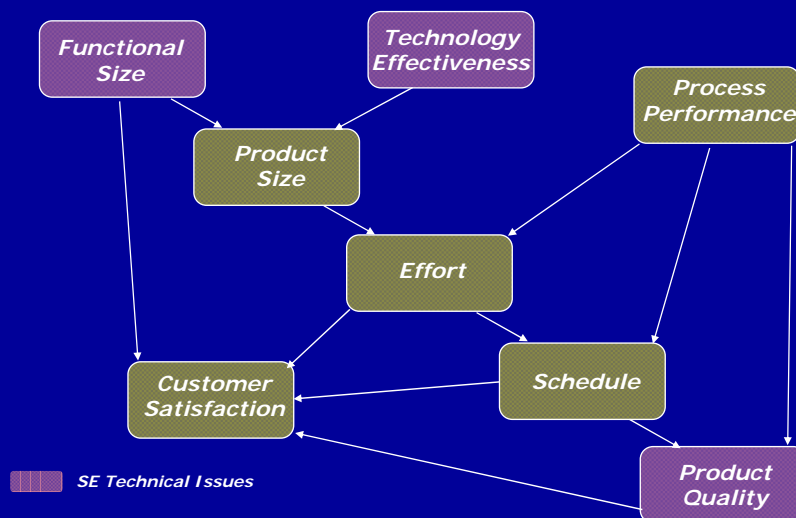 Functional
Size
Technology
Effectiveness
Process
Performance
Product
Size
Effort
Customer
Satisfaction
Schedule
SE Technical Issues
Product
Quality